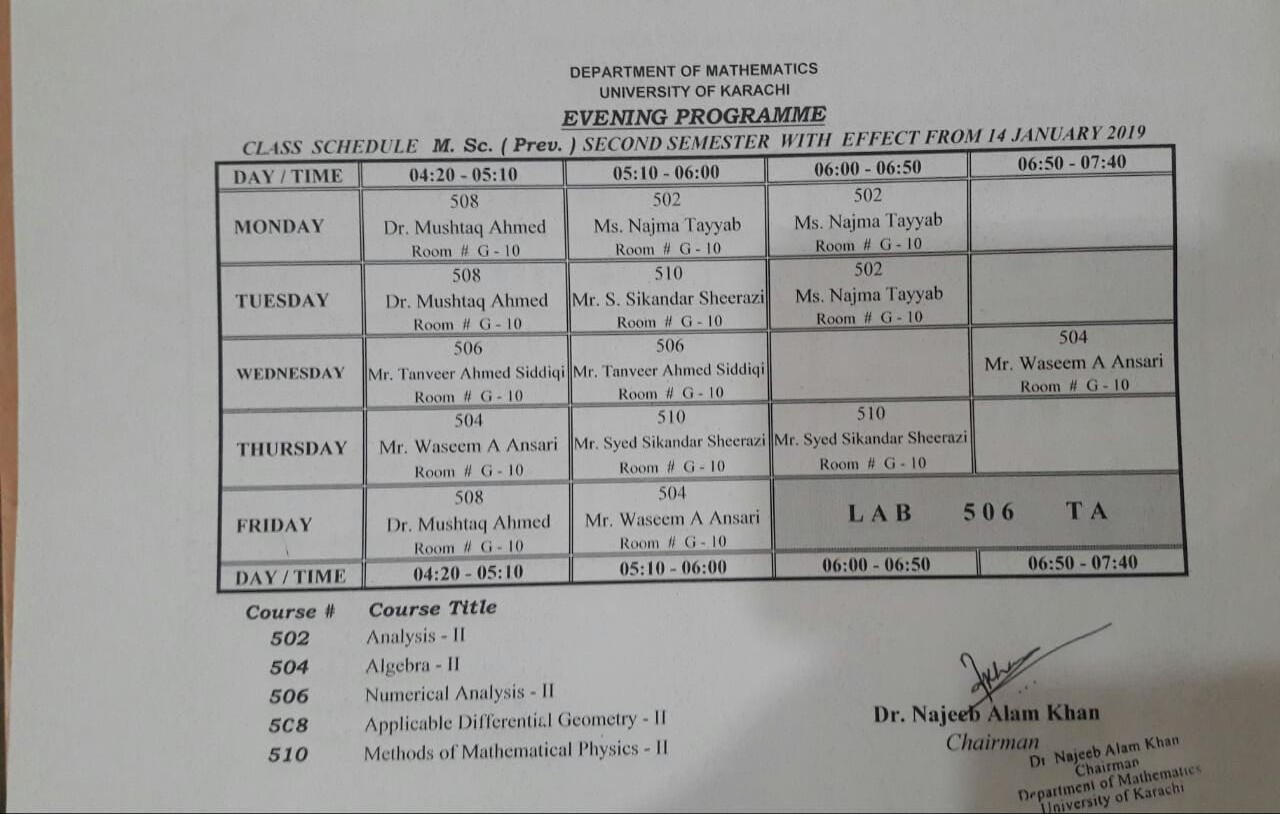 DEPARTMENT OF MATHEMATICS
UNIVERSITY OF KARACHI
EVENING PROGRAMME
CLASS SCHEDULE M. Sc. ( Prev. ) SECOND SEMESTER WITH EFFECT FROM 14 JANUARY 2019
DAY / TIME 04:20 - 05:10 05:10 - 06:00 06:00 - 06:50 06:50 - 07:40
508 502 502
MONDAY Dr. Mushtaq Ahmed Ms. Najma Tayyab Ms. Najma Tayyab
Room # G - 10 Room # G - 10 Room # G - 10
508 510 502
TUESDAY Dr. Mushtaq Ahmed Mr. S. Sikandar Sheerazi Ms. Najma Tayyab
Room # G - 10 Room # G - 10 Room # G - 10
506 506 504
WEDNESDAY Mr. Tanveer Ahmed Siddiqi Mr. Tanveer Ahmed Siddiqi Mr. Waseem A Ansari
Room # G - 10 Room # G - 10 Room # G - 10
504 510 510
THURSDAY Mr. Waseem A Ansari Mr. Syed Sikandar Sheerazi Mr. Syed Sikandar Sheerazi
Room # G - 10 Room # G - 10 Room # G - 10
508 504
FRIDAY Dr. Mushtaq Ahmed Mr. Waseem A Ansari LAB 506 TA
Room # G - 10 Room # G - 10
DAY / TIME 04:20 - 05:10 05:10 - 06:00 06:00 - 06:50 06:50 - 07:40
Course # Course Title
502 Analysis - II
504 Algebra - II
506 Numerical Analysis - II
5C8 Applicable Differential Geometry - II
510 Methods of Mathematical Physics - II
Dr. Najeeb Alam Khan
Chairman
Dr Najeeb Alam Khan
Chairman
Department of Mathematics
University of Karachi